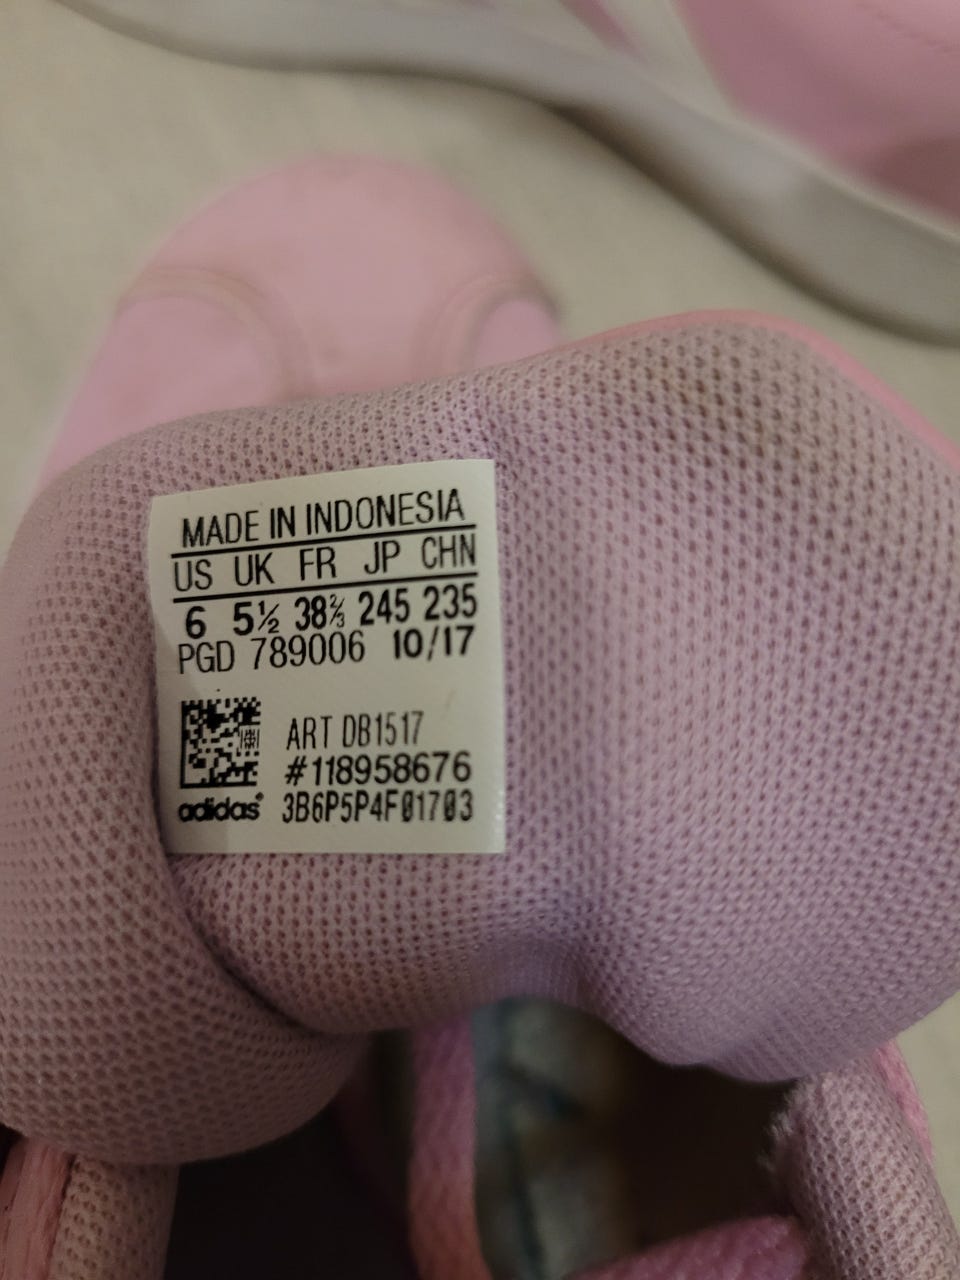 MADE IN INDONESIA
US UK FR JP CHN
6 5½ 38⅔ 245 235
PGD 789006 10/17
ART DB1517
#118958676
adidas® 3B6P5P4F01703